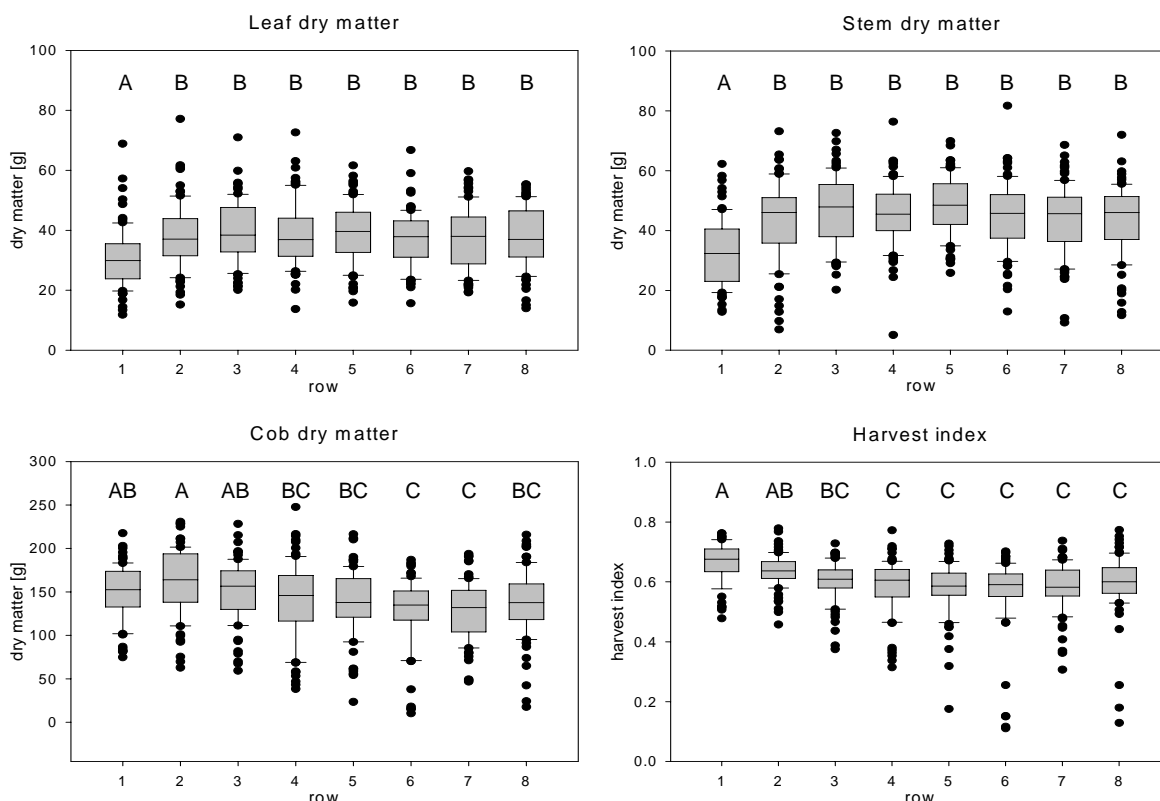 Leaf dry matter
100
80
60
40
20
0
dry matter [g]
A B B B B B B B
1 2 3 4 5 6 7 8
row
Stem dry matter
100
80
60
40
20
0
dry matter [g]
A B B B B B B B
1 2 3 4 5 6 7 8
row
Cob dry matter
300
250
200
150
100
50
0
dry matter [g]
AB A AB BC BC C C BC
1 2 3 4 5 6 7 8
row
Harvest index
1.0
0.8
0.6
0.4
0.2
0.0
harvest index
A AB BC C C C C C
1 2 3 4 5 6 7 8
row